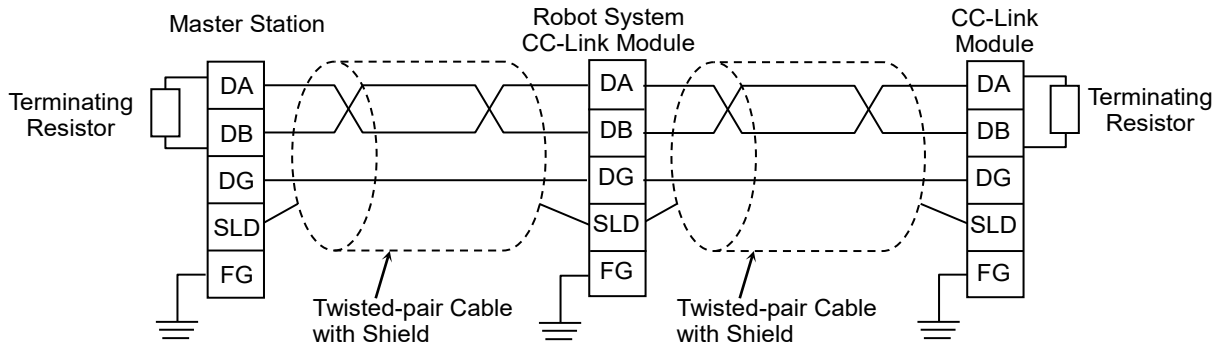 Master Station
Robot System
CC-Link Module
CC-Link
Module
Terminating
Resistor
DA
DB
DG
SLD
FG
DA
DB
DG
SLD
FG
DA
DB
DG
SLD
FG
Terminating
Resistor
Twisted-pair Cable
with Shield
Twisted-pair Cable
with Shield